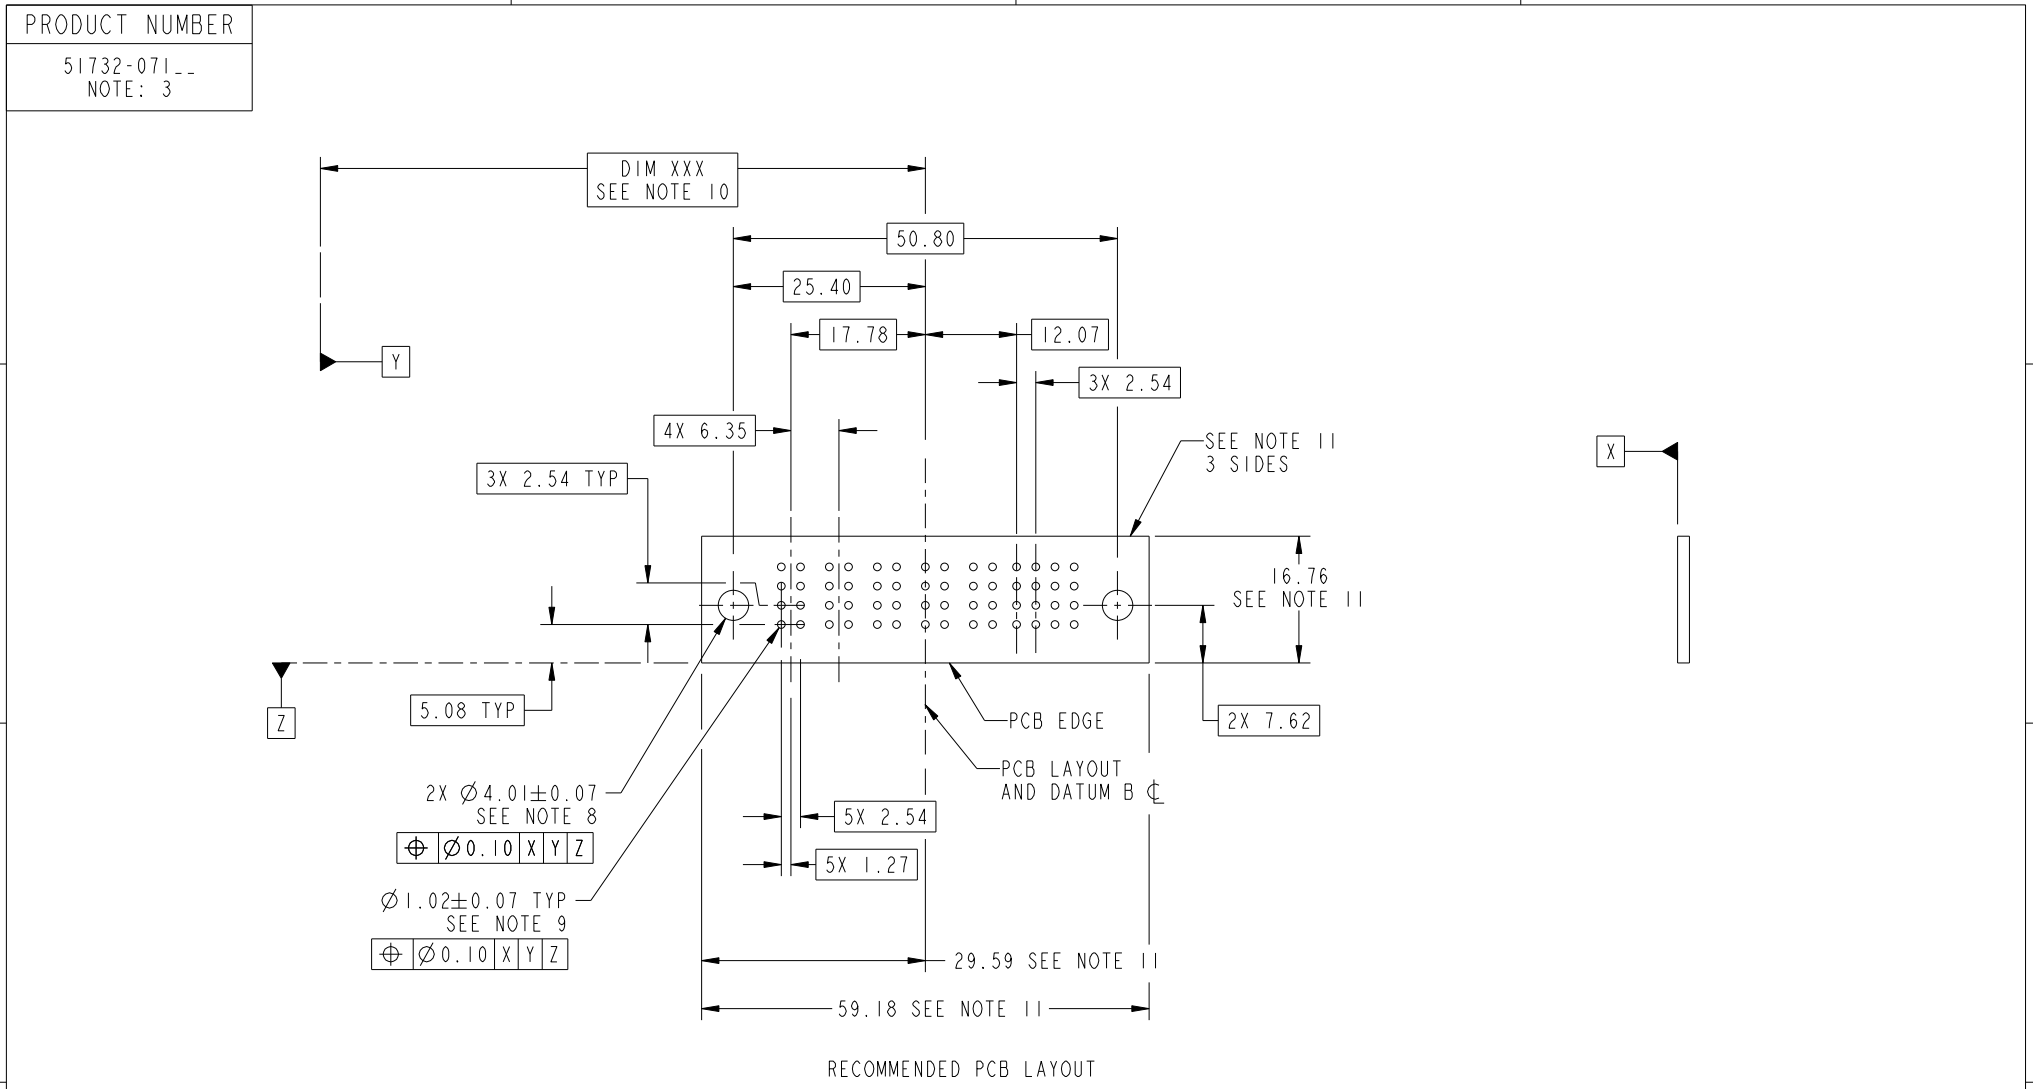 PRODUCT NUMBER
51732-071__
NOTE: 3
DIM XXX
SEE NOTE 10
50.80
25.40
17.78
12.07
3X 2.54
4X 6.35
3X 2.54 TYP
Y
X
SEE NOTE 11
3 SIDES
16.76
SEE NOTE 11
5.08 TYP
Z
PCB EDGE
2X 7.62
PCB LAYOUT
AND DATUM B ℄
2X Ø4.01±0.07
SEE NOTE 8
⌖ Ø0.10 X Y Z
5X 2.54
5X 1.27
Ø1.02±0.07 TYP
SEE NOTE 9
⌖ Ø0.10 X Y Z
29.59 SEE NOTE 11
59.18 SEE NOTE 11
RECOMMENDED PCB LAYOUT